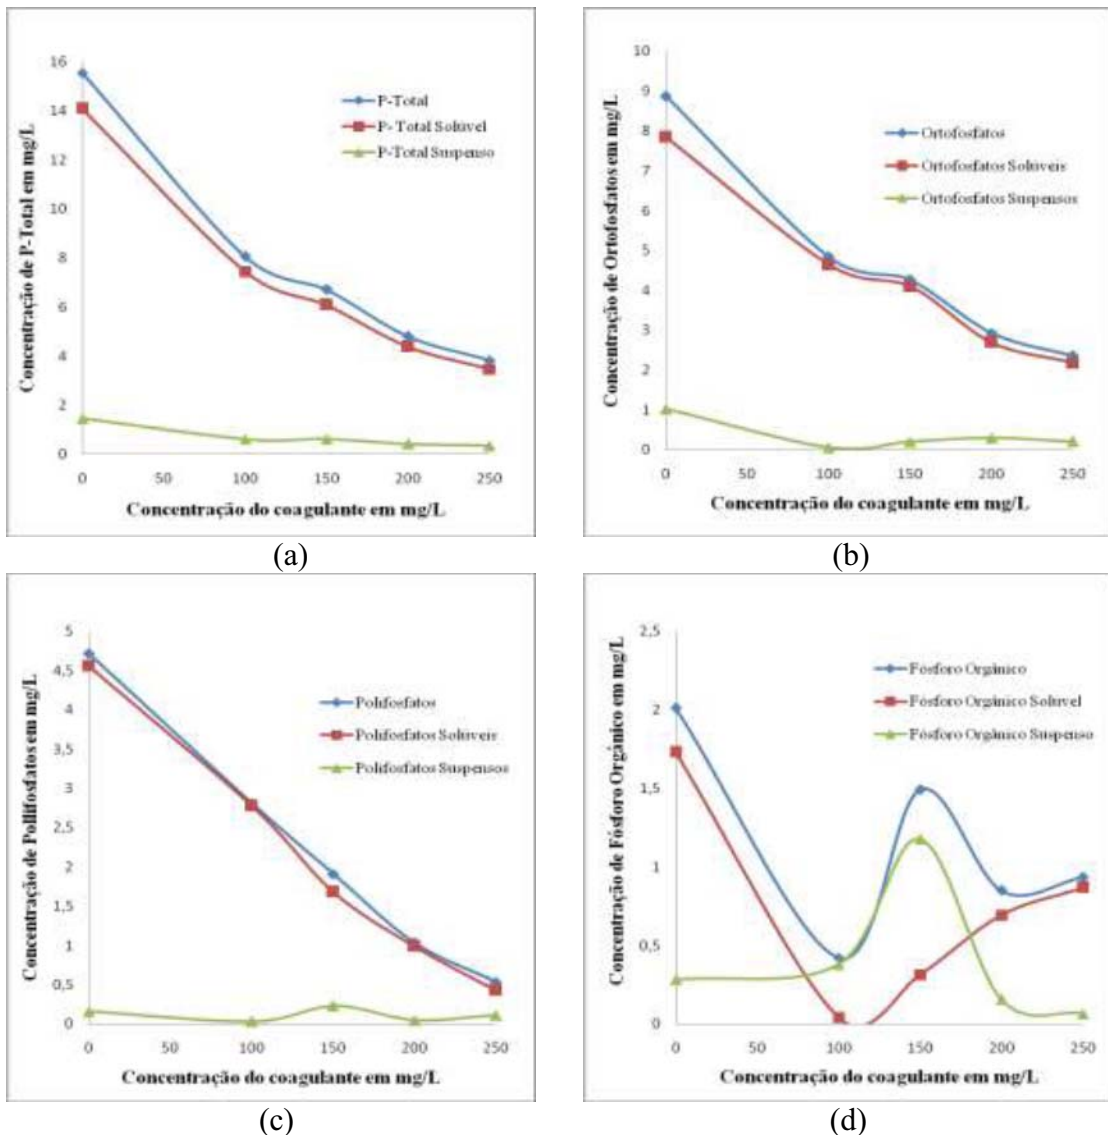 16
14
12
10
8
6
4
2
0
0 50 100 150 200 250
Concentração de P-Total em mg/L
Concentração do coagulante em mg/L
P-Total
P- Total Solúvel
P-Total Suspenso
(a)
10
9
8
7
6
5
4
3
2
1
0
0 50 100 150 200 250
Concentração de Ortofosfatos em mg/L
Concentração do coagulante em mg/L
Ortofosfatos
Ortofosfatos Solúveis
Ortofosfatos Suspensos
(b)
5
4,5
4
3,5
3
2,5
2
1,5
1
0,5
0
0 50 100 150 200 250
Concentração de Pollifosfatos em mg/L
Concentração do coagulante em mg/L
Polifosfatos
Polifosfatos Solúveis
Polifosfatos Suspensos
(c)
2,5
2
1,5
1
0,5
0
0 50 100 150 200 250
Concentração de Fósforo Orgânico em mg/L
Concentração do coagulante em mg/L
Fósforo Orgânico
Fósforo Orgânico Solúvel
Fósforo Orgânico Suspenso
(d)